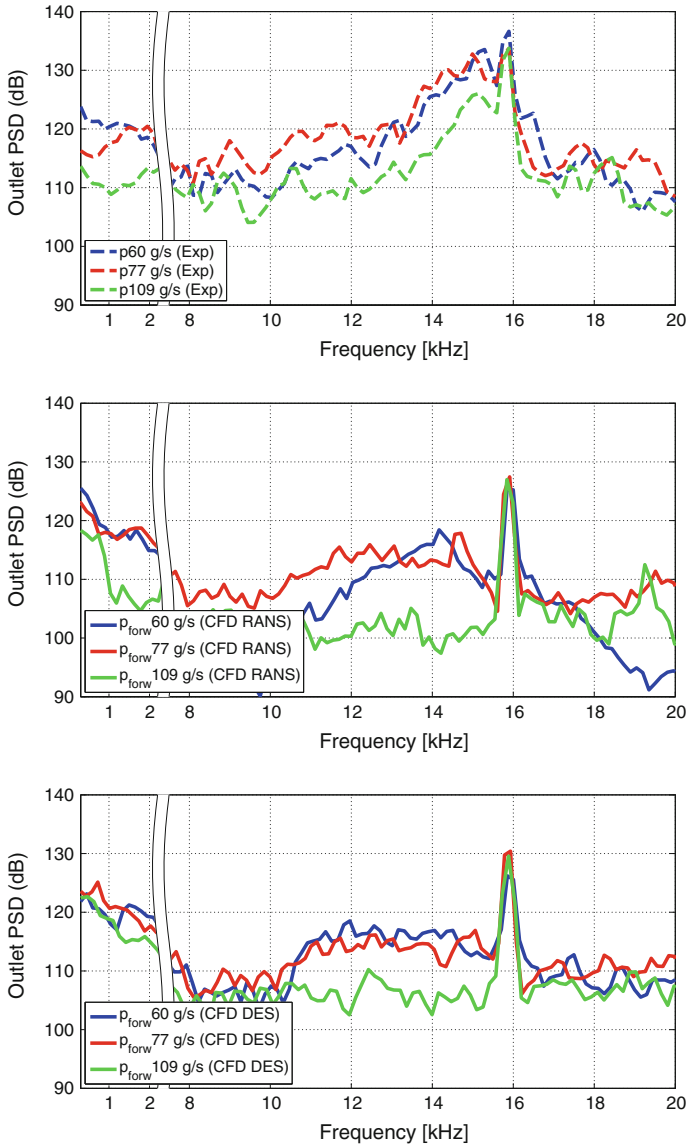 140
130
120
110
100
90
Outlet PSD (dB)
p60 g/s (Exp)
p77 g/s (Exp)
p109 g/s (Exp)
1 2 8 10 12 14 16 18 20
Frequency [kHz]
140
130
120
110
100
90
Outlet PSD (dB)
pforw60 g/s (CFD RANS)
pforw77 g/s (CFD RANS)
pforw109 g/s (CFD RANS)
1 2 8 10 12 14 16 18 20
Frequency [kHz]
140
130
120
110
100
90
Outlet PSD (dB)
pforw60 g/s (CFD DES)
pforw77 g/s (CFD DES)
pforw109 g/s (CFD DES)
1 2 8 10 12 14 16 18 20
Frequency [kHz]